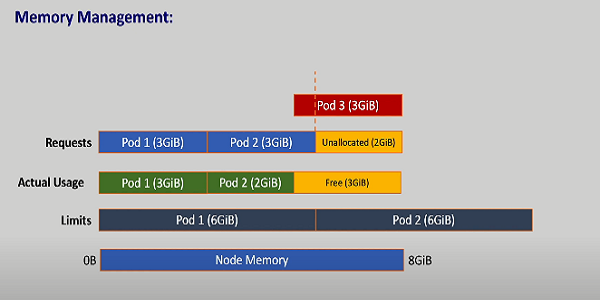 Memory Management:
Pod 3 (3GiB)
Requests Pod 1 (3GiB) Pod 2 (3GiB) Unallocated (2GiB)
Actual Usage Pod 1 (3GiB) Pod 2 (2GiB) Free (3GiB)
Limits Pod 1 (6GiB) Pod 2 (6GiB)
0B Node Memory 8GiB